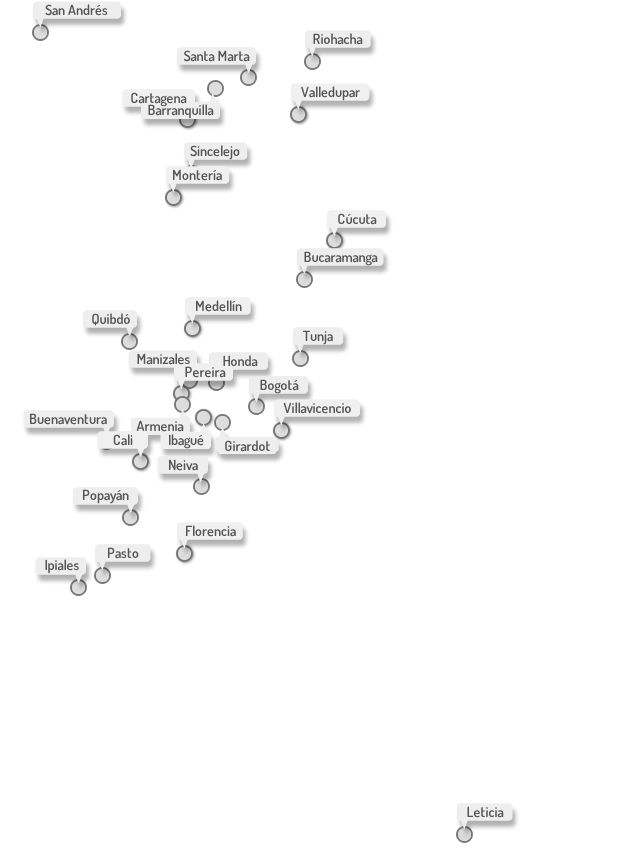 San Andrés
Riohacha
Santa Marta
Valledupar
Cartagena
Barranquilla
Sincelejo
Montería
Cúcuta
Bucaramanga
Medellín
Quibdó
Tunja
Manizales
Honda
Pereira
Bogotá
Villavicencio
Buenaventura
Armenia
Cali
Ibagué
Girardot
Neiva
Popayán
Florencia
Pasto
Ipiales
Leticia